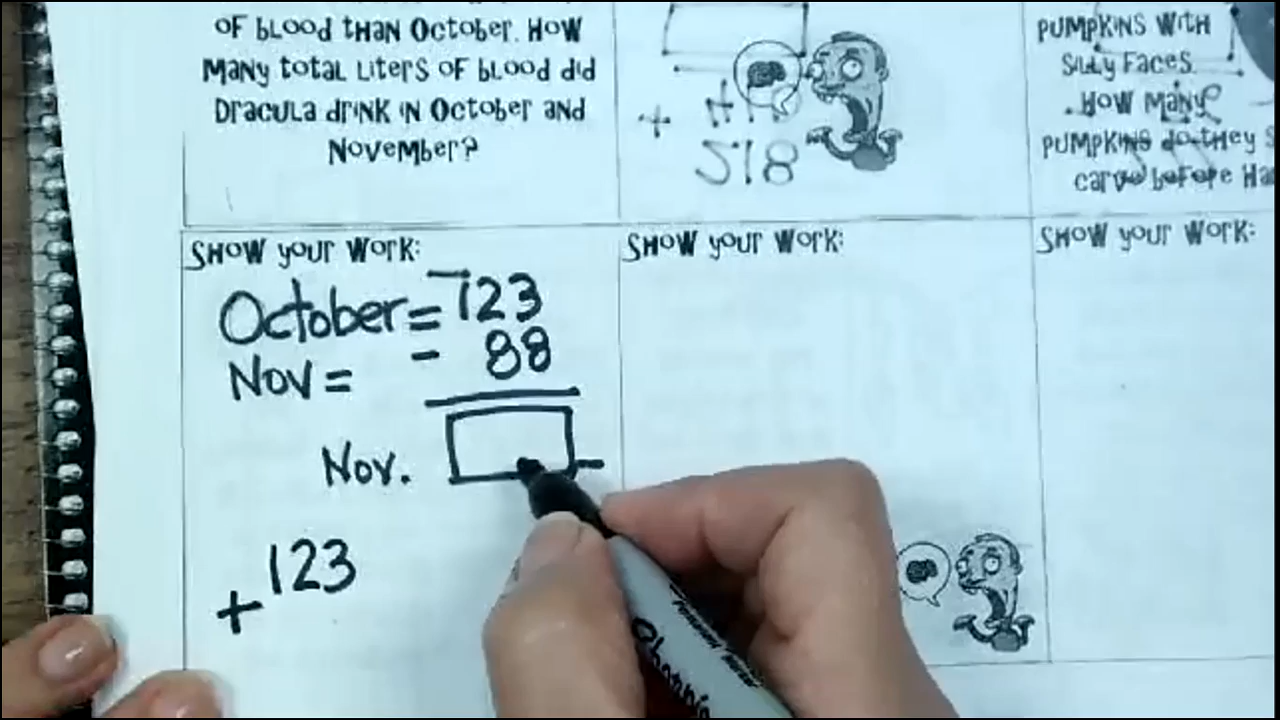 OF BLOOD THAN OCTOBER. HOW
MANY TOTAL LITERS OF BLOOD DID
DRACULA DRINK IN OCTOBER AND
NOVEMBER?
+
518
PUMPKINS WITH
SILLY FACES.
HOW MANY
PUMPKINS do THEY
CARVE BEFORE
SHOW YOUR WORK:
October = 123
Nov = - 88
Nov.
+ 123
SHOW YOUR WORK:
SHOW YOUR WORK: